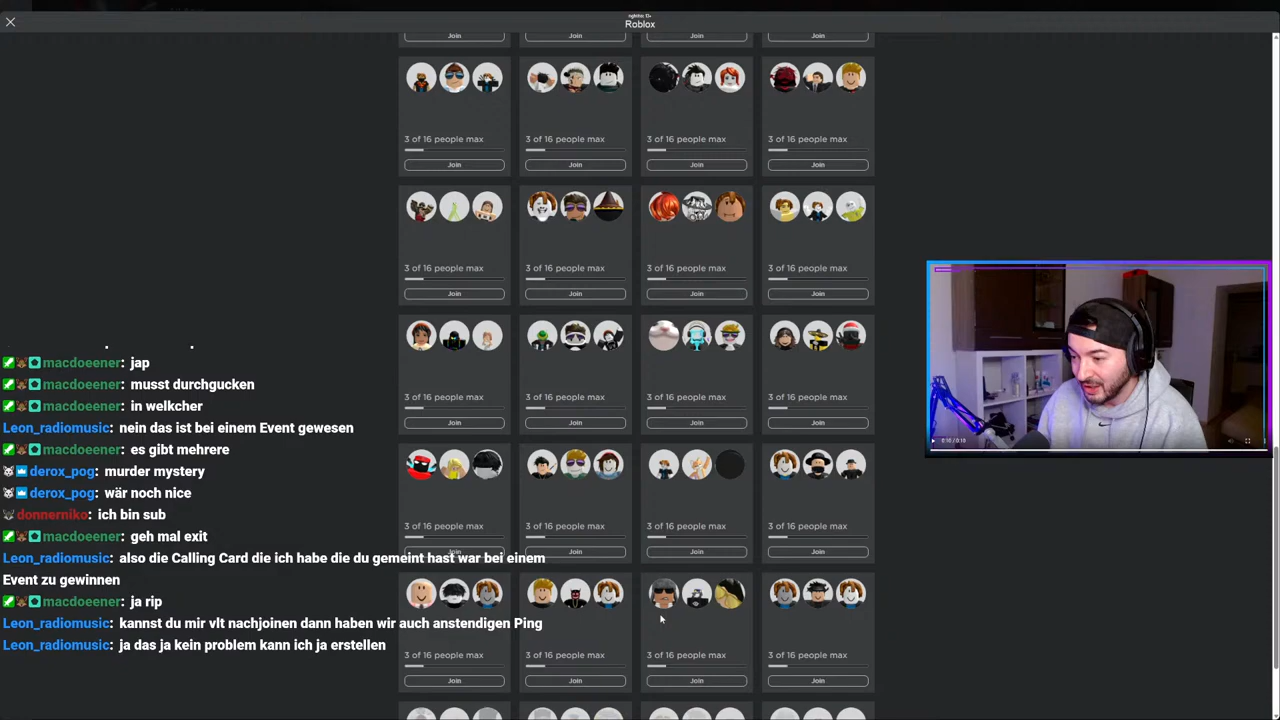 Roblox
Join Join Join Join
3 of 16 people max 3 of 16 people max 3 of 16 people max 3 of 16 people max
Join Join Join Join
3 of 16 people max 3 of 16 people max 3 of 16 people max 3 of 16 people max
Join Join Join Join
3 of 16 people max 3 of 16 people max 3 of 16 people max 3 of 16 people max
Join Join Join Join
3 of 16 people max 3 of 16 people max 3 of 16 people max 3 of 16 people max
Join Join Join Join
3 of 16 people max 3 of 16 people max 3 of 16 people max 3 of 16 people max
Join Join Join Join
macdoeener: jap
macdoeener: musst durchgucken
macdoeener: in welkcher
Leon_radiomusic: nein das ist bei einem Event gewesen
macdoeener: es gibt mehrere
derox_pog: murder mystery
derox_pog: wär noch nice
donnerniko: ich bin sub
macdoeener: geh mal exit
Leon_radiomusic: also die Calling Card die ich habe die du gemeint hast war bei einem
Event zu gewinnen
macdoeener: ja rip
Leon_radiomusic: kannst du mir vlt nachjoinen dann haben wir auch anstendigen Ping
Leon_radiomusic: ja das ja kein problem kann ich ja erstellen
0:10 / 0:10